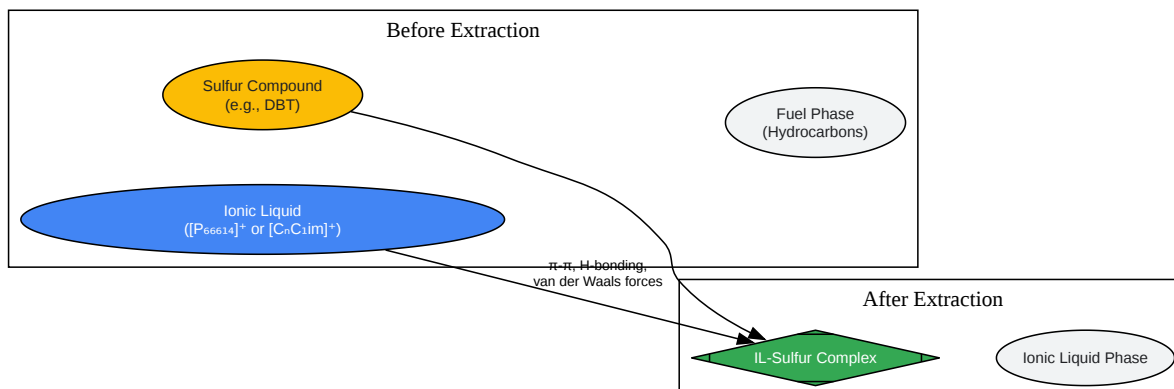 Before Extraction
Sulfur Compound
(e.g., DBT)
Fuel Phase
(Hydrocarbons)
Ionic Liquid
([P₆₆₆₁₄]⁺ or [CₙC₁im]⁺)
π-π, H-bonding,
van der Waals forces
After Extraction
IL-Sulfur Complex
Ionic Liquid Phase